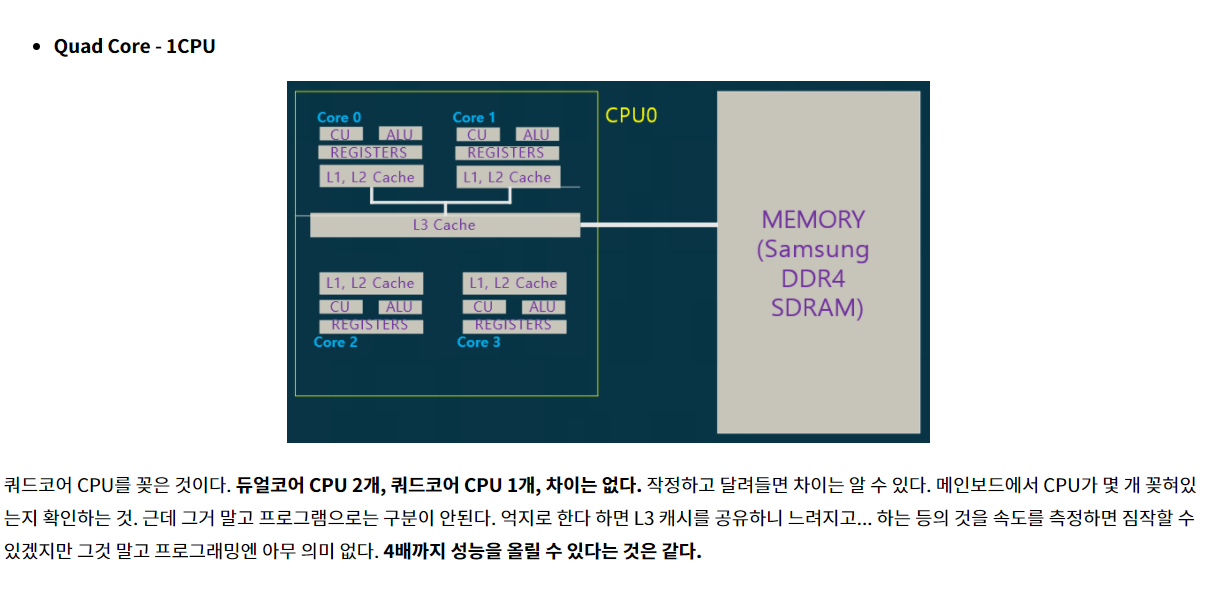 • Quad Core - 1CPU
Core 0 Core 1 CPU0
CU ALU CU ALU
REGISTERS REGISTERS
L1, L2 Cache L1, L2 Cache
L3 Cache
MEMORY
(Samsung
DDR4
SDRAM)
L1, L2 Cache L1, L2 Cache
CU ALU CU ALU
REGISTERS REGISTERS
Core 2 Core 3
쿼드코어 CPU를 꽂은 것이다. 듀얼코어 CPU 2개, 쿼드코어 CPU 1개, 차이는 없다. 작정하고 달려들면 차이는 알 수 있다. 메인보드에서 CPU가 몇 개 꽂혀있
는지 확인하는 것. 근데 그거 말고 프로그램으로는 구분이 안된다. 억지로 한다 하면 L3 캐시를 공유하니 느려지고... 하는 등의 것을 속도를 측정하면 짐작할 수
있겠지만 그것 말고 프로그래밍엔 아무 의미 없다. 4배까지 성능을 올릴 수 있다는 것은 같다.